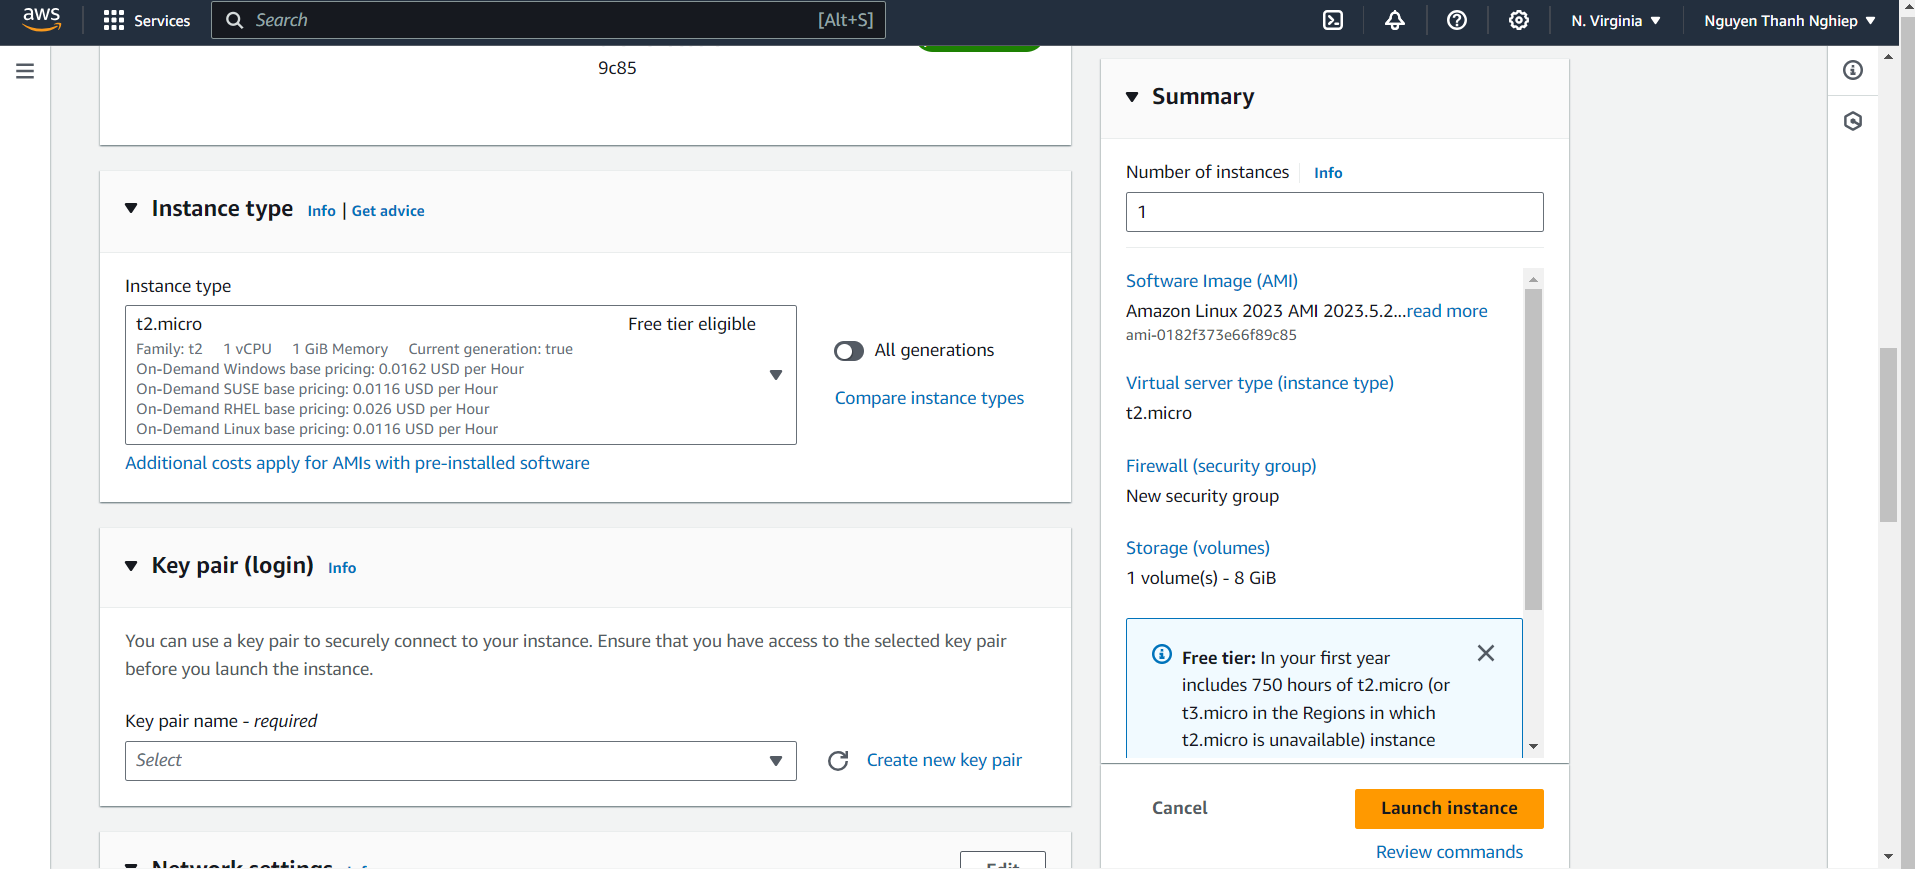 aws
Services
Search
[Alt+S]
N. Virginia
Nguyen Thanh Nghiep
9c85
Instance type Info | Get advice
Instance type
t2.micro
Free tier eligible
Family: t2 1 vCPU 1 GiB Memory Current generation: true
On-Demand Windows base pricing: 0.0162 USD per Hour
On-Demand SUSE base pricing: 0.0116 USD per Hour
On-Demand RHEL base pricing: 0.026 USD per Hour
On-Demand Linux base pricing: 0.0116 USD per Hour
All generations
Compare instance types
Additional costs apply for AMIs with pre-installed software
Key pair (login) Info
You can use a key pair to securely connect to your instance. Ensure that you have access to the selected key pair
before you launch the instance.
Key pair name - required
Select
Create new key pair
Network settings Info
Edit
Summary
Number of instances Info
1
Software Image (AMI)
Amazon Linux 2023 AMI 2023.5.2...read more
ami-0182f373e66f89c85
Virtual server type (instance type)
t2.micro
Firewall (security group)
New security group
Storage (volumes)
1 volume(s) - 8 GiB
Free tier: In your first year
includes 750 hours of t2.micro (or
t3.micro in the Regions in which
t2.micro is unavailable) instance
Cancel
Launch instance
Review commands